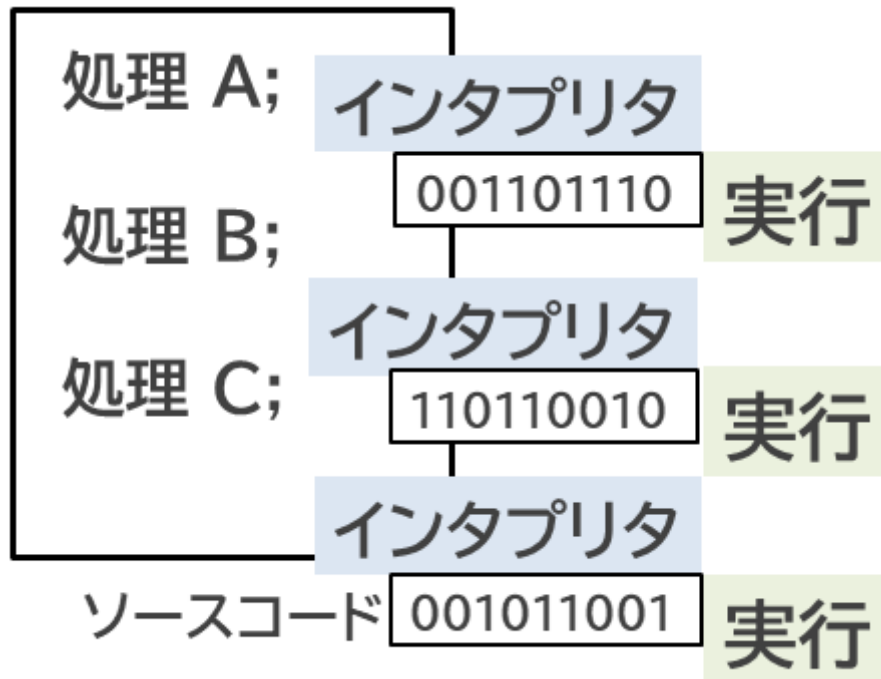 処理 A;
インタプリタ
001101110
実行
処理 B;
インタプリタ
110110010
実行
処理 C;
インタプリタ
001011001
実行
ソースコード